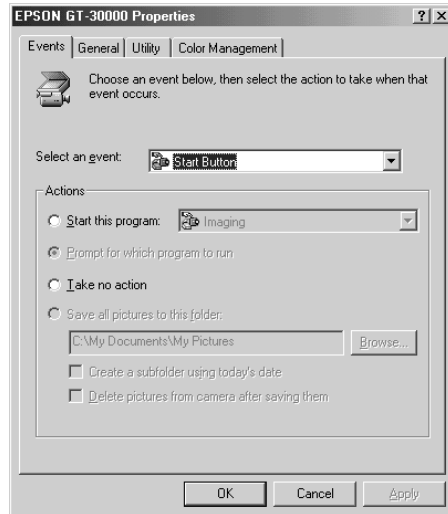 EPSON GT-30000 Properties
Events General Utility Color Management
Choose an event below, then select the action to take when that
event occurs.
Select an event: Start Button
Actions
Start this program: Imaging
Prompt for which program to run
Take no action
Save all pictures to this folder:
C:\My Documents\My Pictures Browse...
Create a subfolder using today's date
Delete pictures from camera after saving them
OK Cancel Apply